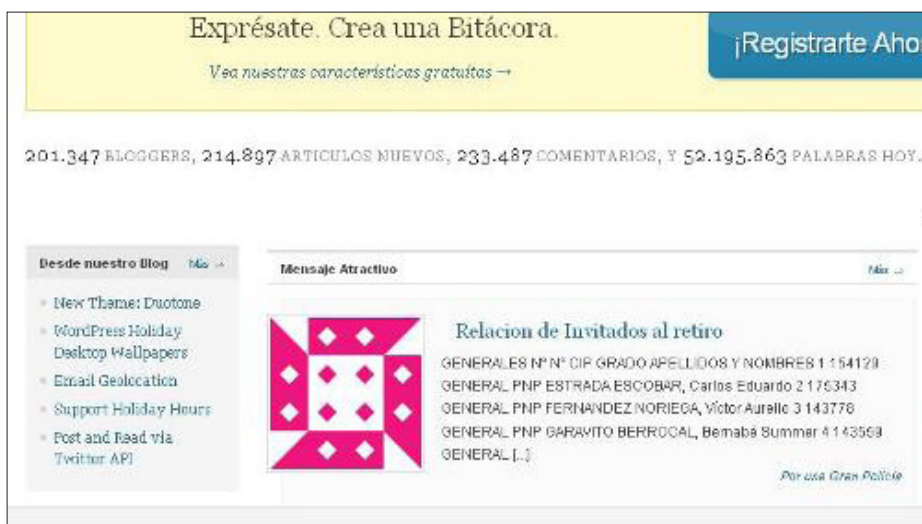 Exprésate. Crea una Bitácora.
Vea nuestras características gratuitas →
¡Registrarte Aho
201.347 BLOGGERS, 214.897 ARTICULOS NUEVOS, 233.487 COMENTARIOS, Y 52.195.863 PALABRAS HOY.
Desde nuestro Blog Más →
New Theme: Duotone
WordPress Holiday
Desktop Wallpapers
Email Geolocation
Support Holiday Hours
Post and Read via
Twitter API
Mensaje Atractivo Más →
Relacion de Invitados al retiro
GENERALES Nº Nº CIP GRADO APELLIDOS Y NOMBRES 1 154129
GENERAL PNP ESTRADA ESCOBAR, Carlos Eduardo 2 175343
GENERAL PNP FERNANDEZ NORIEGA, Víctor Aurelio 3 143778
GENERAL PNP GARAVITO BERROCAL, Bernabé Summer 4 143559
GENERAL [...]
Por una Gran Policía